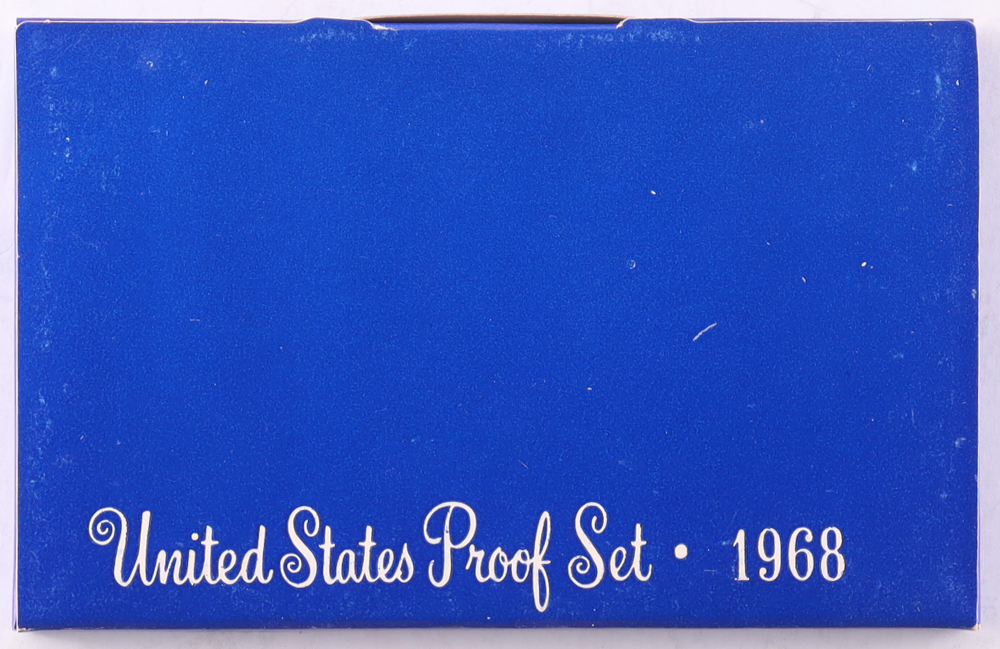 United States Proof Set • 1968